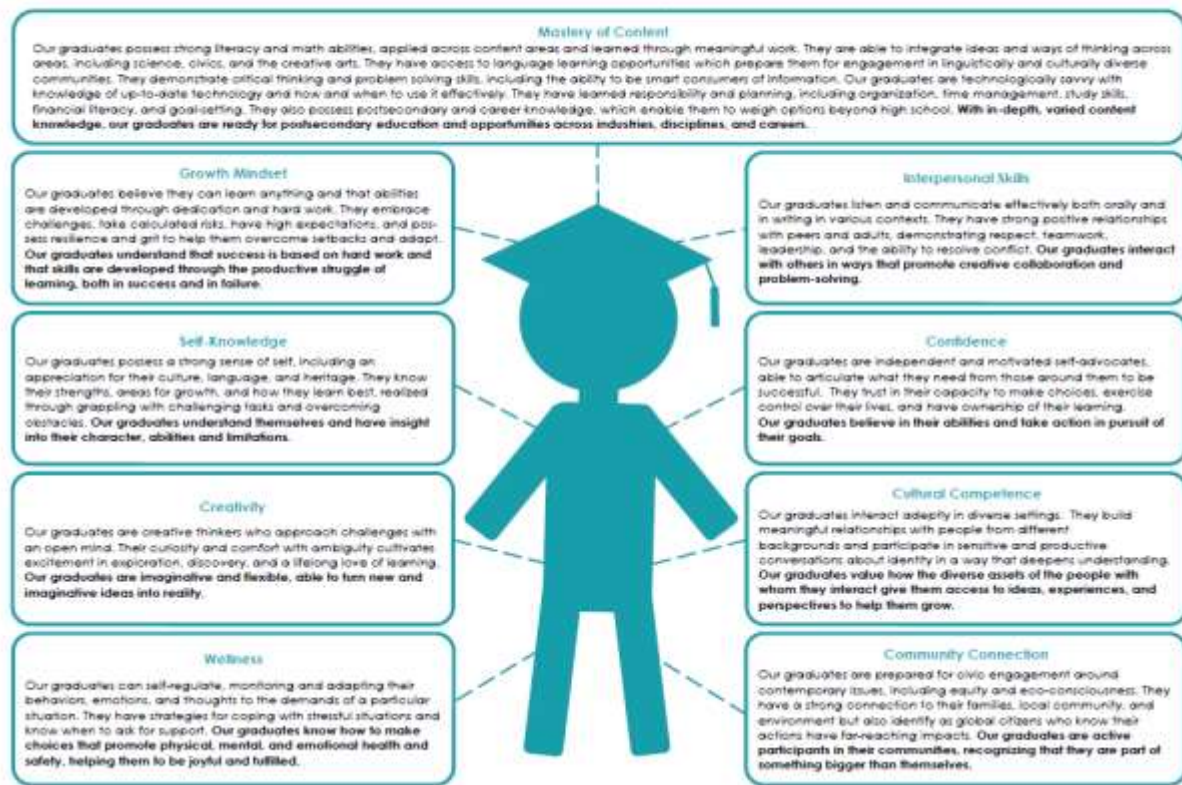 Mastery of Content
Our graduates possess strong literacy and math abilities, applied across content areas and learned through meaningful work. They are able to integrate ideas and ways of thinking across
areas, including science, civics, and the creative arts. They have access to language learning opportunities which prepare them for engagement in linguistically and culturally diverse
communities. They demonstrate critical thinking and problem solving skills, including the ability to be smart consumers of information. Our graduates are technologically savvy with
knowledge of up-to-date technology and how and when to use it effectively. They have learned responsibility and planning, including organization, time management, study skills,
financial literacy, and goal-setting. They also possess postsecondary and career knowledge, which enable them to weigh options beyond high school. With in-depth, varied content
knowledge, our graduates are ready for postsecondary education and opportunities across industries, disciplines, and careers.
Growth Mindset
Our graduates believe they can learn anything and that abilities
are developed through dedication and hard work. They embrace
challenges, take calculated risks, have high expectations, and pos-
sess resilience and grit to help them overcome setbacks and adapt.
Our graduates understand that success is based on hard work and
that skills are developed through the productive struggle of
learning, both in success and in failure.
Interpersonal Skills
Our graduates listen and communicate effectively both orally and
in writing in various contexts. They have strong postive relationships
with peers and adults, demonstrating respect, teamwork,
leadership, and the ability to resolve conflict. Our graduates interact
with others in ways that promote creative collaboration and
problem-solving.
Self-Knowledge
Our graduates possess a strong sense of self, including an
appreciation for their culture, language, and heritage. They know
their strengths, areas for growth, and how they learn best, realized
through grappling with challenging tasks and overcoming
obstacles. Our graduates understand themselves and have insight
into their character, abilities and limitations.
Confidence
Our graduates are independent and motivated self-advocates,
able to articulate what they need from those around them to be
successful. They trust in their capacity to make choices, exercise
control over their lives, and have ownership of their learning.
Our graduates believe in their abilities and take action in pursuit of
their goals.
Creativity
Our graduates are creative thinkers who approach challenges with
an open mind. Their curiosity and comfort with ambiguity cultivates
excitement in exploration, discovery, and a lifelong love of learning.
Our graduates are imaginative and flexible, able to turn new and
imaginative ideas into reality.
Cultural Competence
Our graduates interact adeptly in diverse settings. They build
meaningful relationships with people from different
backgrounds and participate in sensitive and productive
conversations about identity in a way that deepens understanding.
Our graduates value how the diverse assets of the people with
whom they interact give them access to ideas, experiences, and
perspectives to help them grow.
Wellness
Our graduates can self-regulate, monitoring and adapting their
behaviors, emotions, and thoughts to the demands of a particular
situation. They have strategies for coping with stressful situations and
know when to ask for support. Our graduates know how to make
choices that promote physical, mental, and emotional health and
safety, helping them to be joyful and fulfilled.
Community Connection
Our graduates are prepared for civic engagement around
contemporary issues, including equity and eco-consciousness. They
have a strong connection to their families, local community, and
environment but also identify as global citizens who know their
actions have far-reaching impacts. Our graduates are active
participants in their communities, recognizing that they are part of
something bigger than themselves.